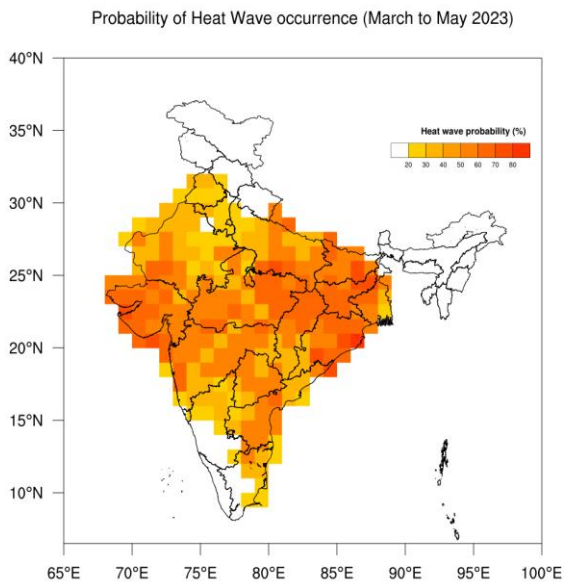 Probability of Heat Wave occurrence (March to May 2023)
40°N
35°N
Heat wave probability (%)
20 30 40 50 60 70 80
30°N
25°N
20°N
15°N
10°N
65°E 70°E 75°E 80°E 85°E 90°E 95°E 100°E